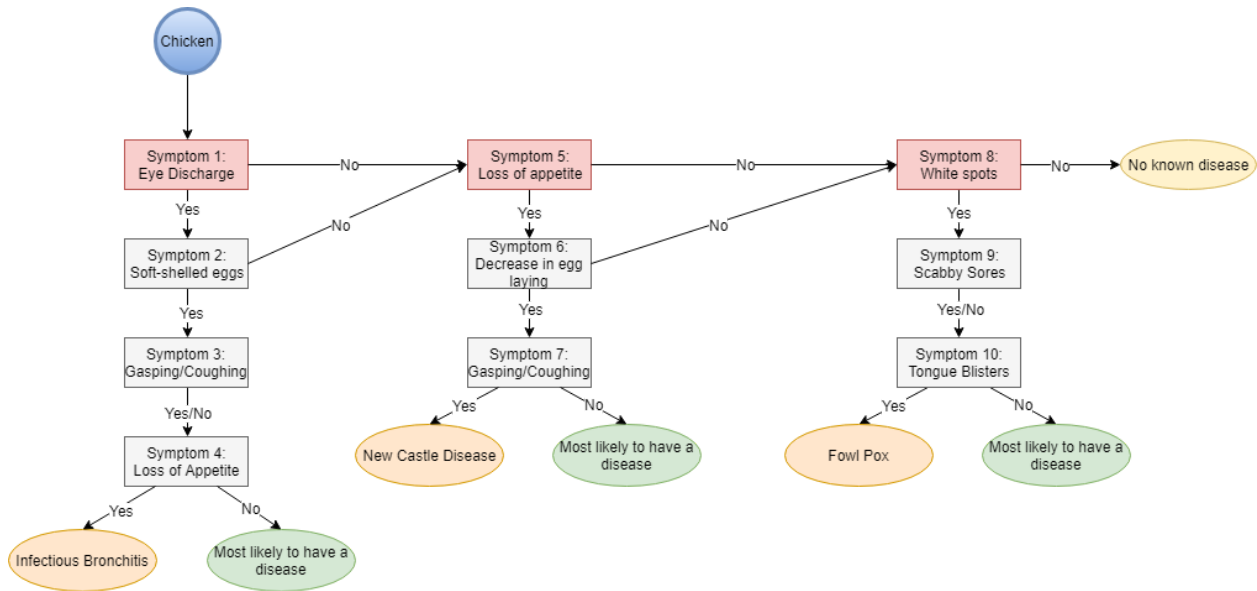 Chicken
Symptom 1:
Eye Discharge
No
Symptom 5:
Loss of appetite
No
Symptom 8:
White spots
No
No known disease
Yes
Yes
Yes
No
No
Symptom 2:
Soft-shelled eggs
Symptom 6:
Decrease in egg
laying
Symptom 9:
Scabby Sores
Yes
Yes
Yes/No
Symptom 3:
Gasping/Coughing
Symptom 7:
Gasping/Coughing
Symptom 10:
Tongue Blisters
Yes/No
Yes
No
Yes
No
Symptom 4:
Loss of Appetite
New Castle Disease
Most likely to have a
disease
Fowl Pox
Most likely to have a
disease
Yes
No
Infectious Bronchitis
Most likely to have a
disease